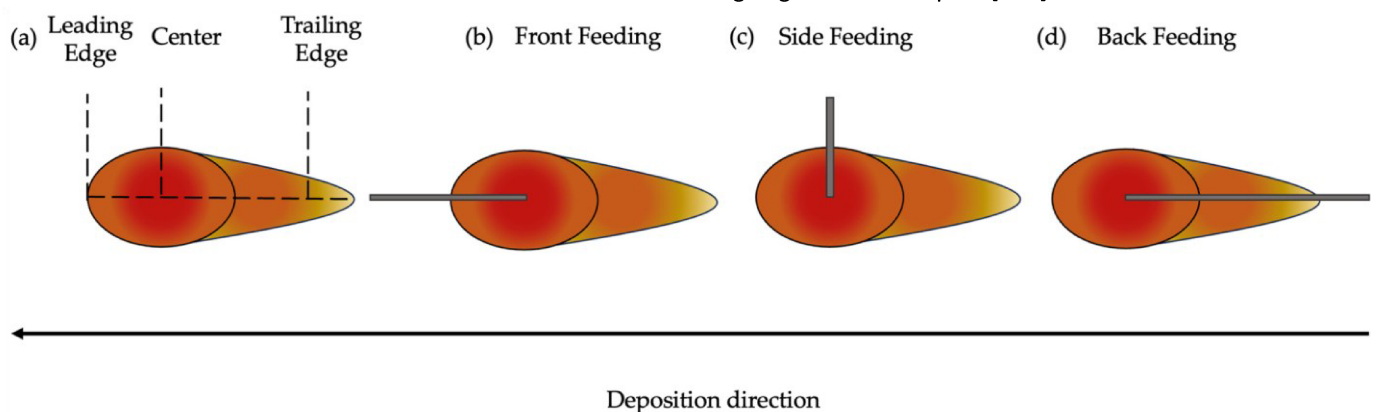 (a) Leading Edge
Center
Trailing Edge
(b) Front Feeding
(c) Side Feeding
(d) Back Feeding
Deposition direction